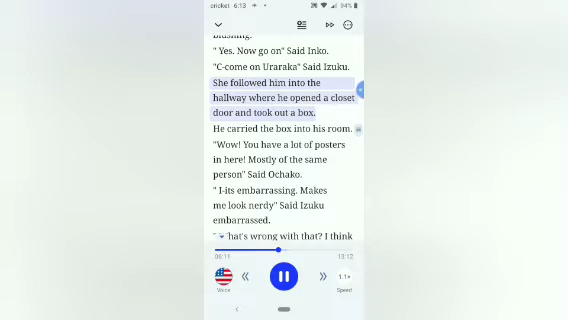 cricket 6:13
94%
blushing.
" Yes. Now go on" Said Inko.
"C-come on Uraraka" Said Izuku.
She followed him into the
hallway where he opened a closet
door and took out a box.
He carried the box into his room.
"Wow! You have a lot of posters
in here! Mostly of the same
person" Said Ochako.
" I-its embarrassing. Makes
me look nerdy" Said Izuku
embarrassed.
hat's wrong with that? I think
06:11
13:12
1.1×
Voice
Speed